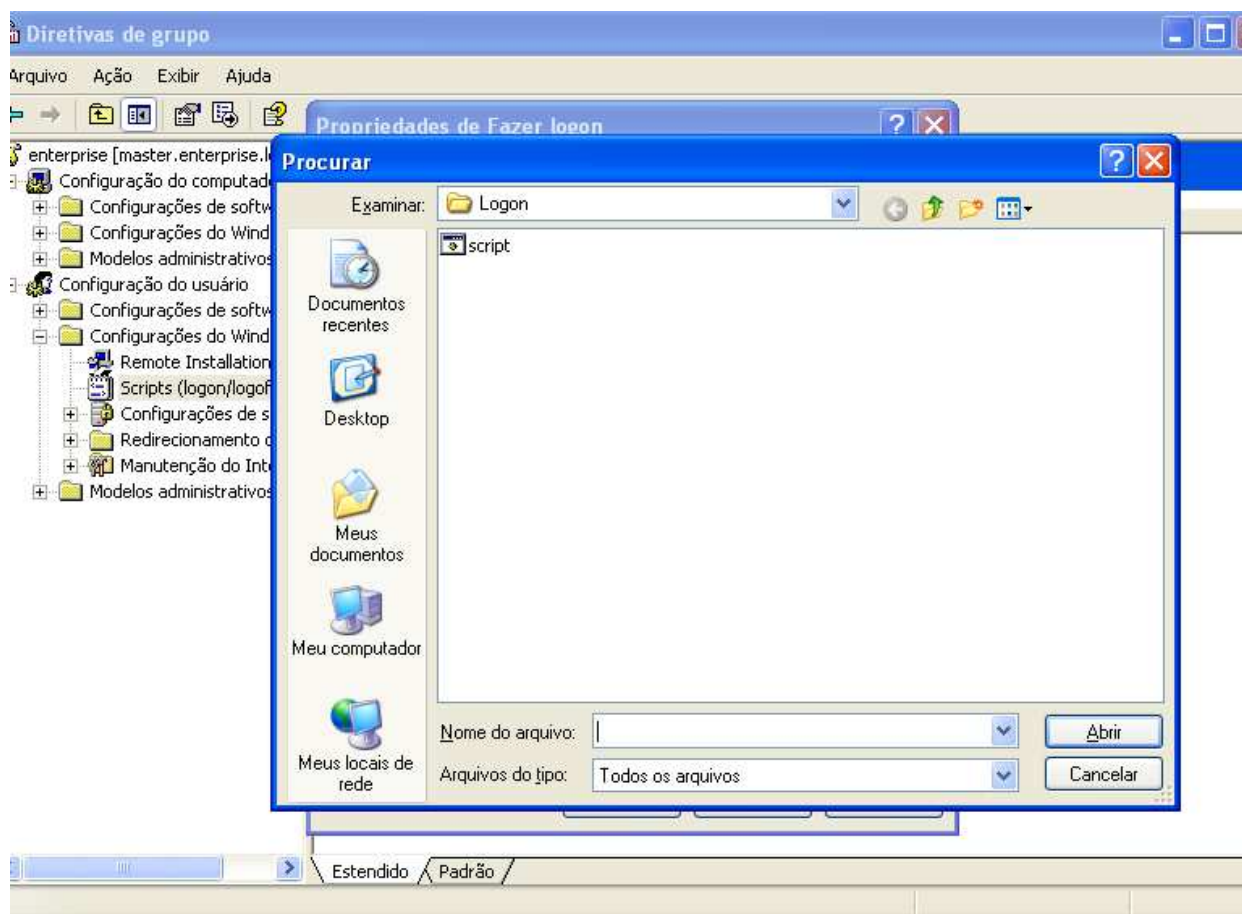 Diretivas de grupo
Arquivo Ação Exibir Ajuda
Propriedades de Fazer logon
enterprise [master.enterprise.l
Configuração do computad
Configurações de softw
Configurações do Wind
Modelos administrativos
Configuração do usuário
Configurações de softw
Configurações do Wind
Remote Installation
Scripts (logon/logof
Configurações de s
Redirecionamento d
Manutenção do Int
Modelos administrativos
Procurar
Examinar: Logon
script
Documentos
recentes
Desktop
Meus
documentos
Meu computador
Meus locais de
rede
Nome do arquivo: Abrir
Arquivos do tipo: Todos os arquivos Cancelar
Estendido Padrão